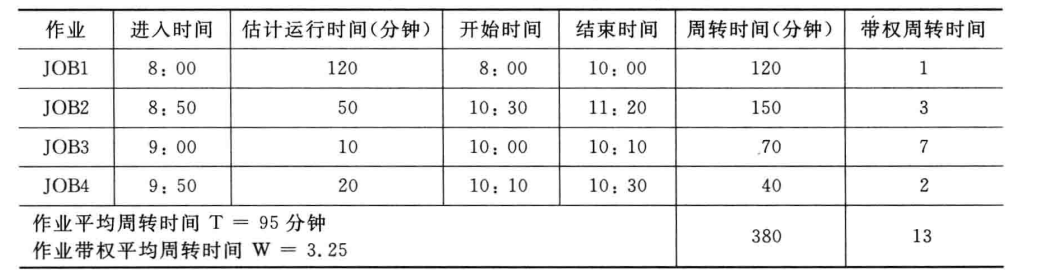 作业 进入时间 估计运行时间(分钟) 开始时间 结束时间 周转时间(分钟) 带权周转时间
JOB1 8：00 120 8：00 10：00 120 1
JOB2 8：50 50 10：30 11：20 150 3
JOB3 9：00 10 10：00 10：10 70 7
JOB4 9：50 20 10：10 10：30 40 2
作业平均周转时间 T = 95 分钟
作业带权平均周转时间 W = 3.25
380 13